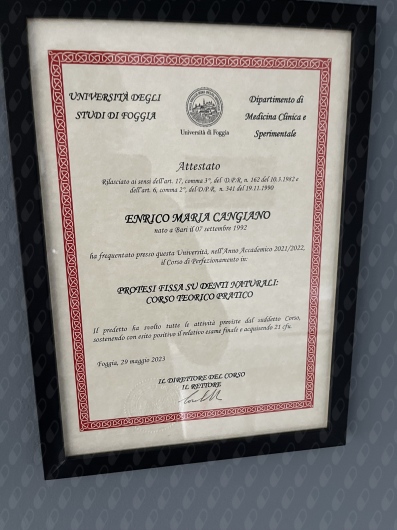 UNIVERSITÀ DEGLI
STUDI DI FOGGIA
Università di Foggia
Dipartimento di
Medicina Clinica e
Sperimentale
Attestato
Rilasciato ai sensi dell'art. 17, comma 3°, del D.P.R. n. 162 del 10.3.1982 e
dell'art. 6, comma 2°, del D.P.R. n. 341 del 19.11.1990
ENRICO MARIA CANGIANO
nato a Bari il 07 settembre 1992
ha frequentato presso questa Università, nell'Anno Accademico 2021/2022,
il Corso di Perfezionamento in:
PROTESI FISSA SU DENTI NATURALI:
CORSO TEORICO PRATICO
Il predetto ha svolto tutte le attività previste dal suddetto Corso,
sostenendo con esito positivo il relativo esame finale e acquisendo 21 cfu.
Foggia, 29 maggio 2023
IL DIRETTORE DEL CORSO
IL RETTORE